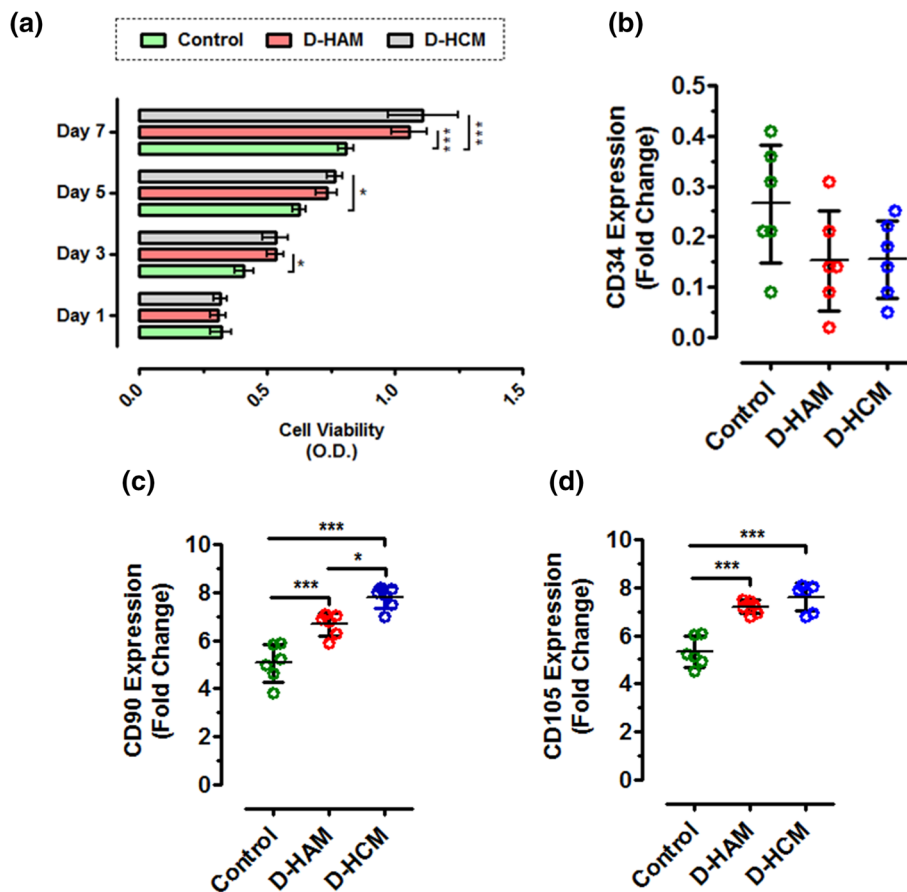 (a)
Control D-HAM D-HCM
Day 7
Day 5
Day 3
Day 1
***
***
*
*
0.0 0.5 1.0 1.5
Cell Viability
(O.D.)
(b)
CD34 Expression
(Fold Change)
0.5
0.4
0.3
0.2
0.1
0.0
Control D-HAM D-HCM
(c)
CD90 Expression
(Fold Change)
10
8
6
4
2
0
***
*
***
Control D-HAM D-HCM
(d)
CD105 Expression
(Fold Change)
10
8
6
4
2
0
***
***
Control D-HAM D-HCM